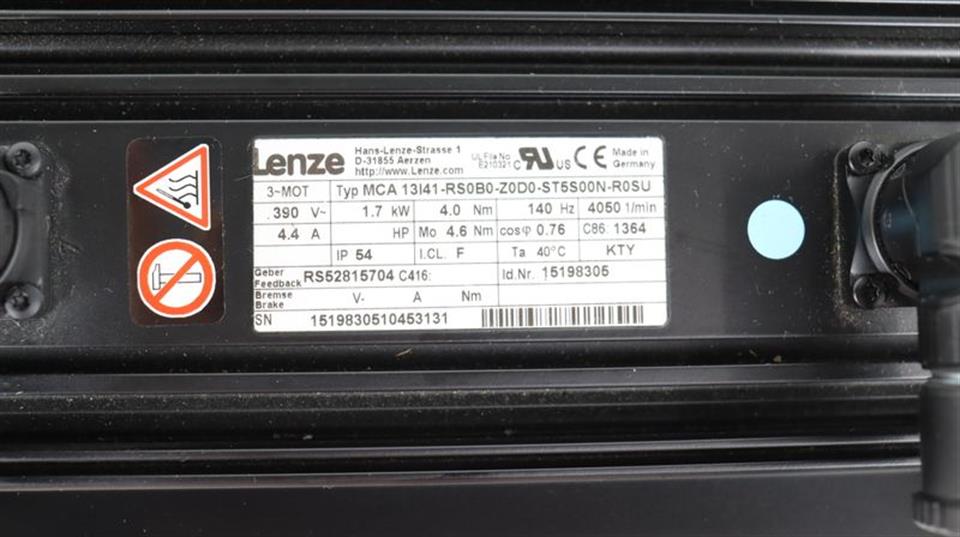 Lenze Hans-Lenze-Strasse 1 D-31855 Aerzen http://www.Lenze.com UL File No. E210321 c RU US CE Made in Germany
3~MOT Typ MCA 13I41-RS0B0-Z0D0-ST5S00N-R0SU
390 V~ 1.7 kW 4.0 Nm 140 Hz 4050 1/min
4.4 A HP Mo 4.6 Nm cosφ 0.76 C86: 1364
IP 54 I.CL. F Ta 40°C KTY
Geber Feedback RS52815704 C416: Id.Nr. 15198305
Bremse Brake V- A Nm
SN 1519830510453131